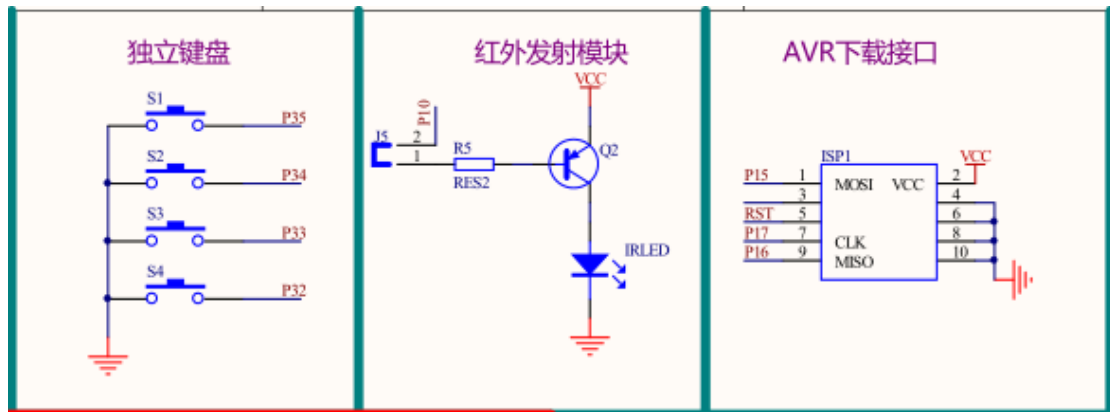 独立键盘
S1
P35
S2
P34
S3
P33
S4
P32
红外发射模块
VCC
P10
J5
2
1
R5
RES2
Q2
IRLED
AVR下载接口
ISP1
VCC
P15 1 MOSI VCC 2
3 4
RST 5 6
P17 7 CLK 8
P16 9 MISO 10